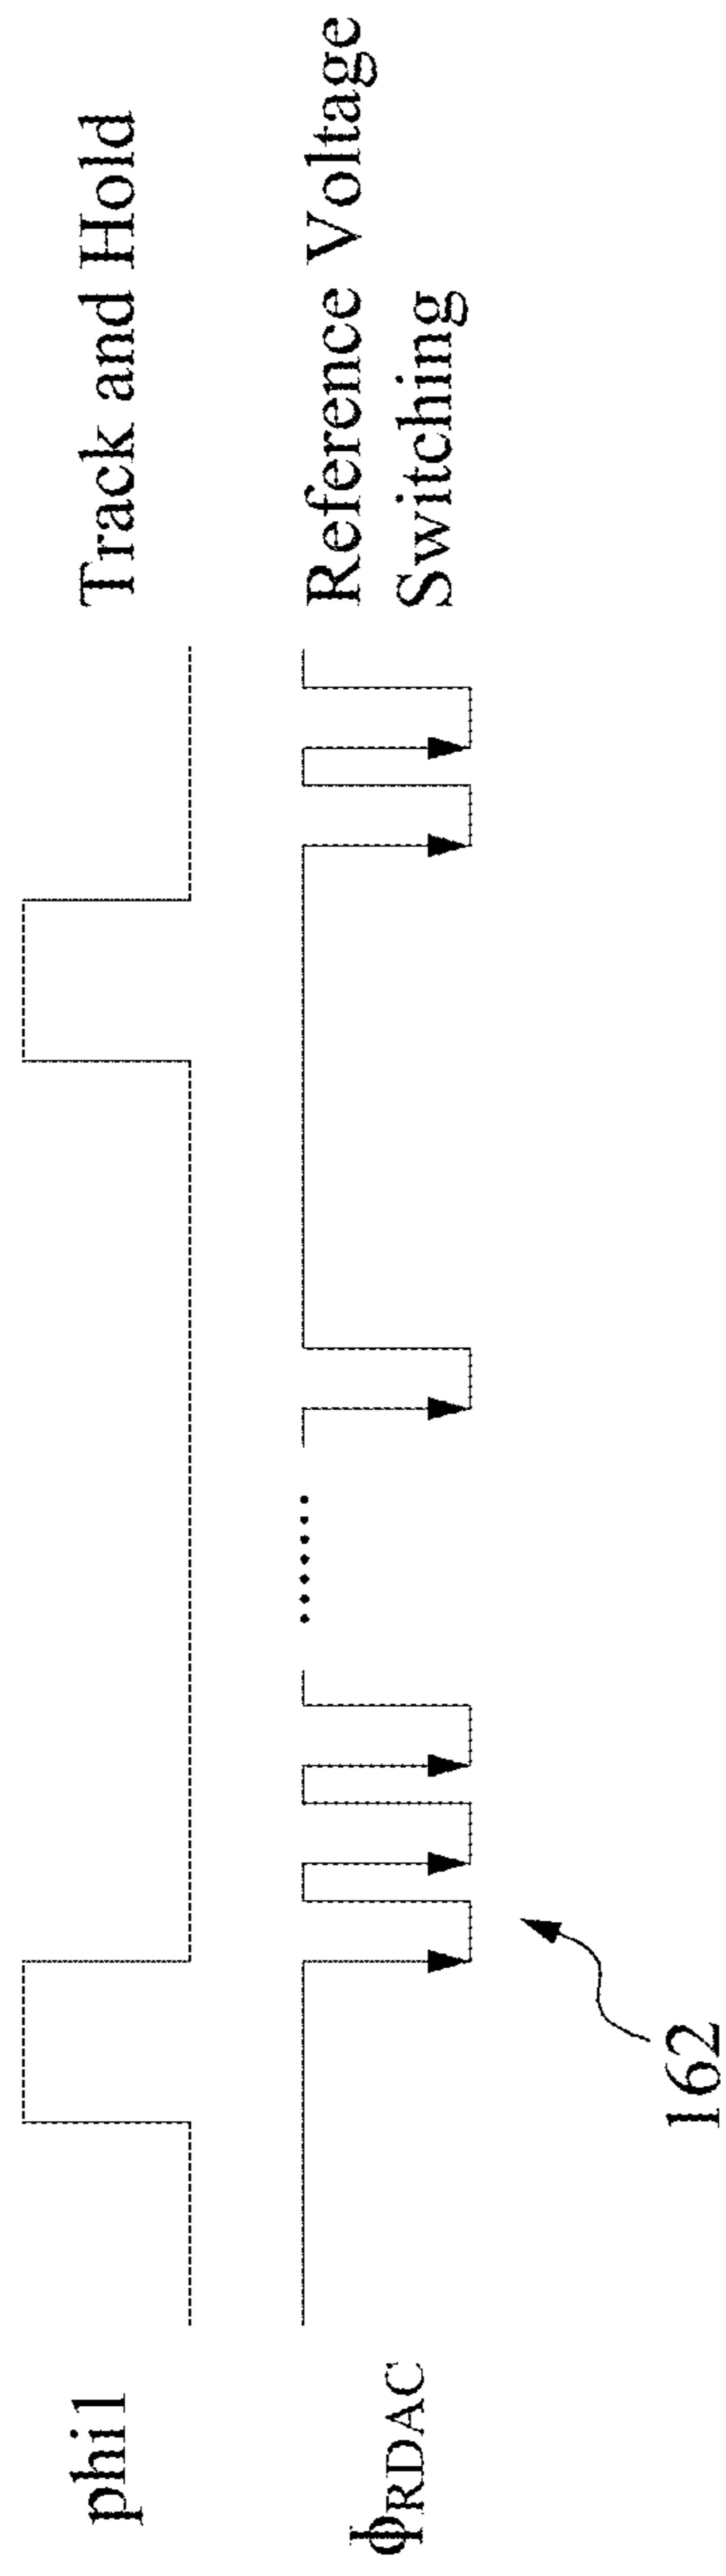 phi1
Track and Hold
ϕRDAC
Reference Voltage
Switching
162